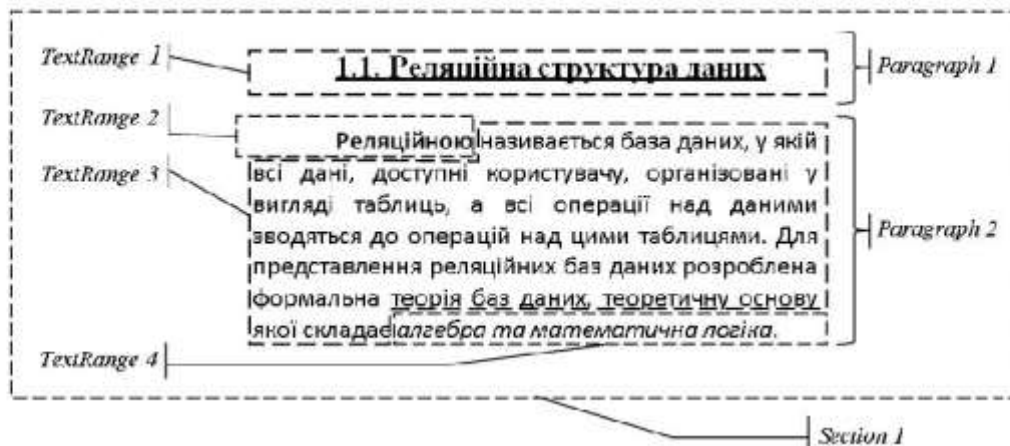 TextRange 1
1.1. Реляційна структура даних
Paragraph 1
TextRange 2
Реляційною називається база даних, у якій
TextRange 3
всі дані, доступні користувачу, організовані у
вигляді таблиць, а всі операції над даними
Paragraph 2
зводяться до операцій над цими таблицями. Для
представлення реляційних баз даних розроблена
формальна теорія баз даних, теоретичну основу
якої складає алгебра та математична логіка.
TextRange 4
Section 1